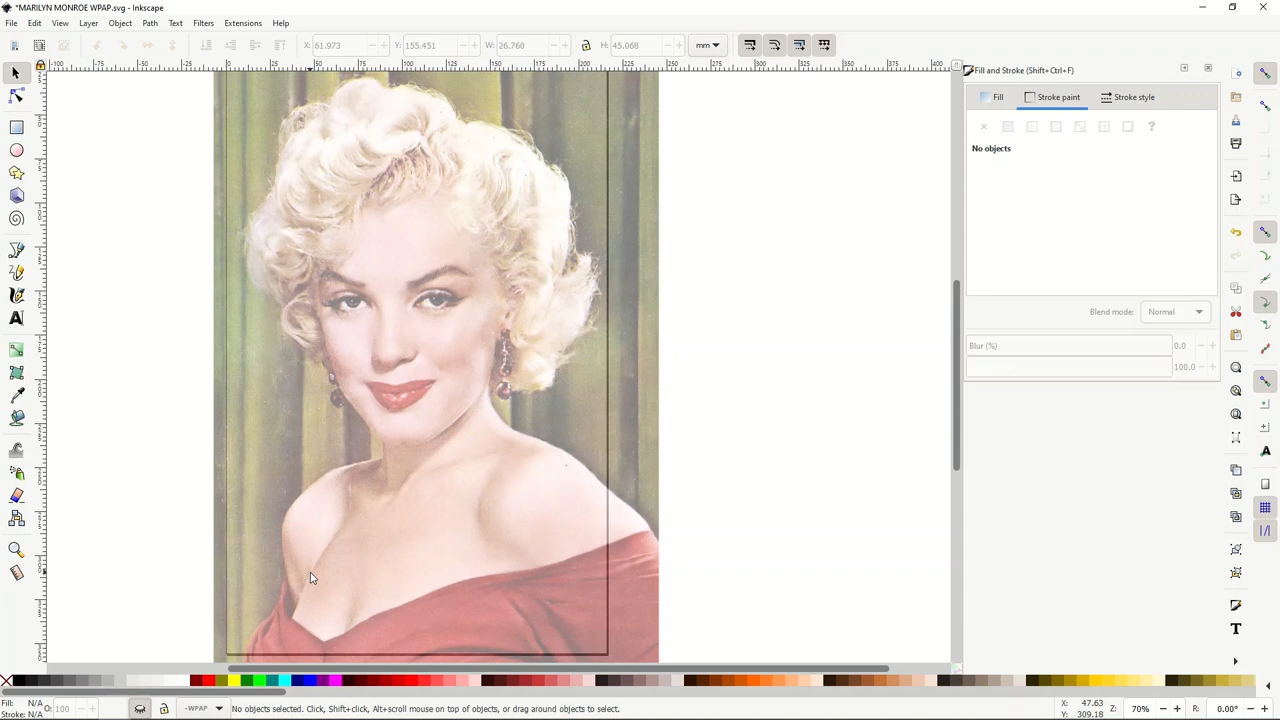 *MARILYN MONROE WPAP.svg - Inkscape
File Edit View Layer Object Path Text Filters Extensions Help
X: 61.973 Y: 155.451 W: 26.760 H: 45.068 mm
Fill and Stroke (Shift+Ctrl+F)
Fill Stroke paint Stroke style
?
No objects
Blend mode: Normal
Blur (%) 0.0
100.0
Fill: N/A
Stroke: N/A
O: 100
-WPAP
No objects selected. Click, Shift+click, Alt+scroll mouse on top of objects, or drag around objects to select.
X: 47.63
Y: 309.18
Z: 70%
R: 0.00°